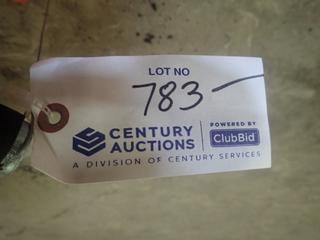 LOT NO
783
CENTURY AUCTIONS
POWERED BY
ClubBid
A DIVISION OF CENTURY SERVICES